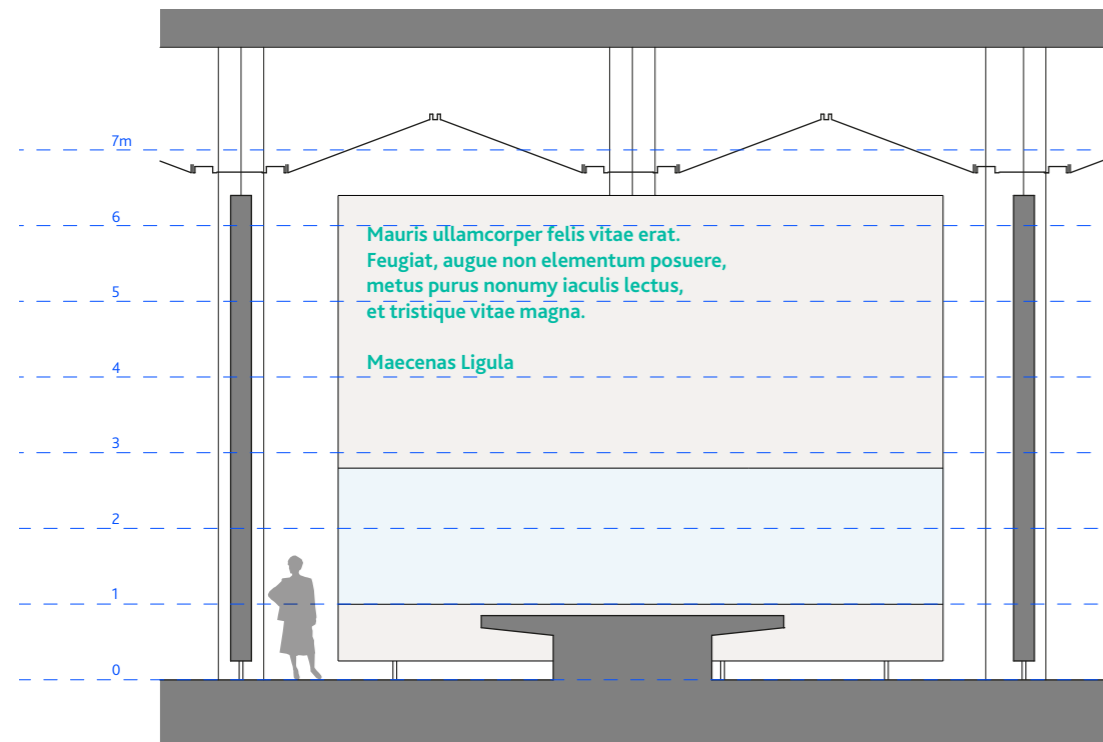 7m
6
Mauris ullamcorper felis vitae erat.
Feugiat, augue non elementum posuere,
5
metus purus nonumy iaculis lectus,
et tristique vitae magna.
4
Maecenas Ligula
3
2
1
0